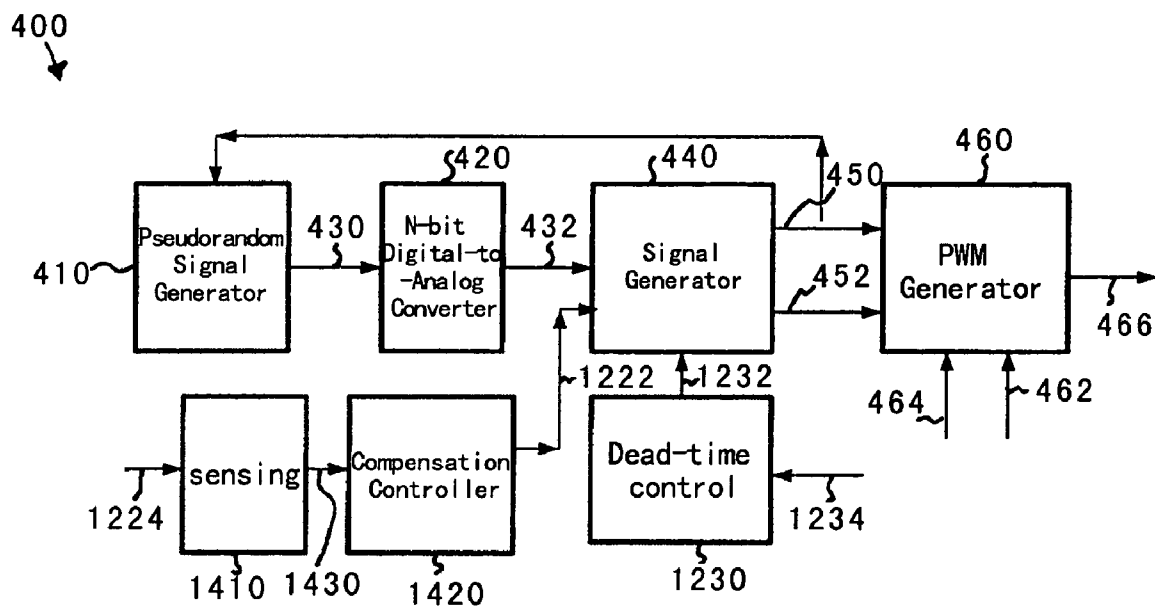 400
420
440
460
450
Pseudorandom
Signal
Generator
410
430
N-bit
Digital-to
-Analog
Converter
432
Signal
Generator
452
PWM
Generator
466
1222
1232
464
462
1224
sensing
1430
Compensation
Controller
Dead-time
control
1234
1410
1420
1230